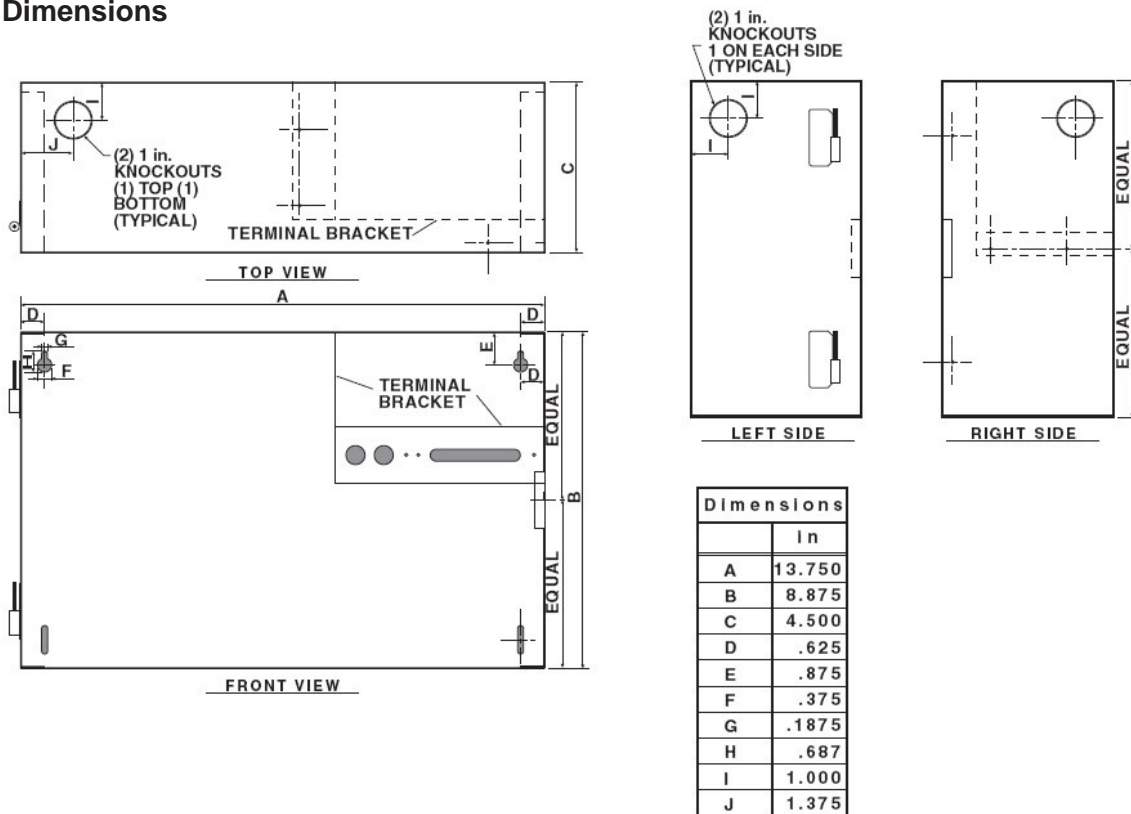 Dimensions
(2) 1 in.
KNOCKOUTS
1 ON EACH SIDE
(TYPICAL)
I
J
(2) 1 in.
KNOCKOUTS
(1) TOP (1)
BOTTOM
(TYPICAL)
TERMINAL BRACKET
C
TOP VIEW
I
I
LEFT SIDE
EQUAL
EQUAL
RIGHT SIDE
A
D
D
G
H
F
E
D
TERMINAL
BRACKET
EQUAL
B
EQUAL
FRONT VIEW
Dimensions
in
A 13.750
B 8.875
C 4.500
D .625
E .875
F .375
G .1875
H .687
I 1.000
J 1.375